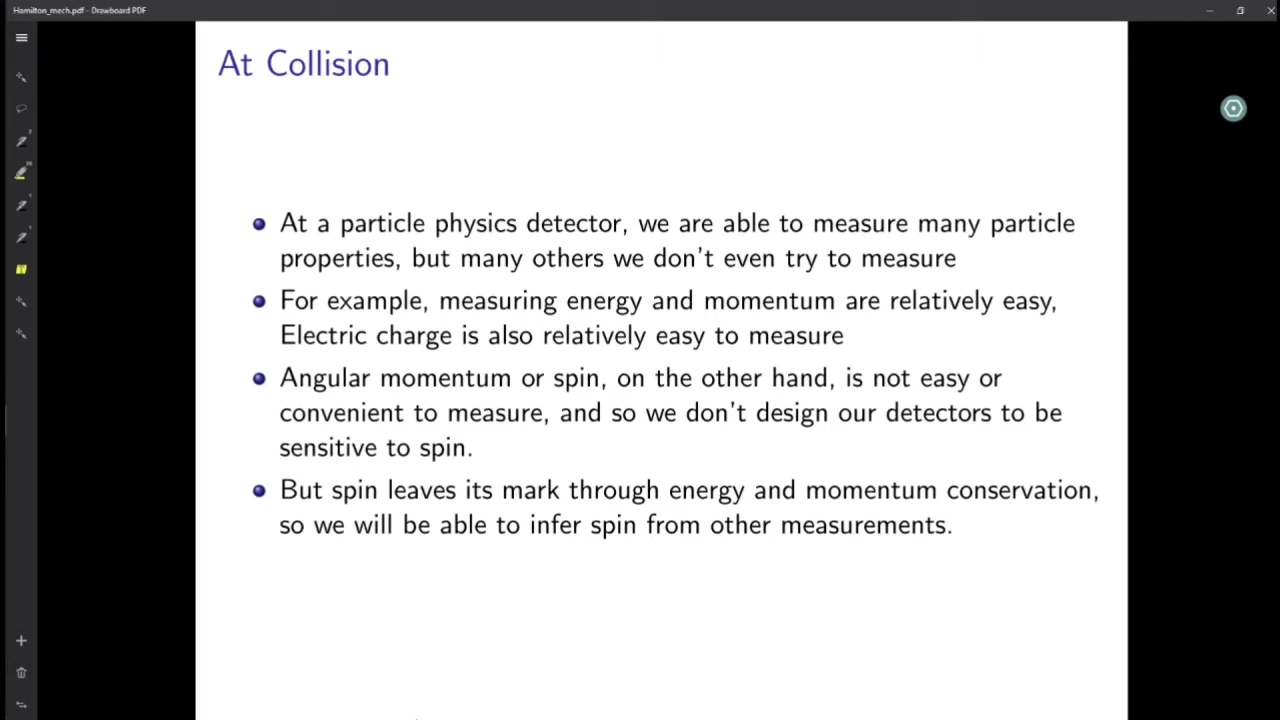 Hamilton_mech.pdf - Drawboard PDF
At Collision
At a particle physics detector, we are able to measure many particle
properties, but many others we don't even try to measure
For example, measuring energy and momentum are relatively easy,
Electric charge is also relatively easy to measure
Angular momentum or spin, on the other hand, is not easy or
convenient to measure, and so we don't design our detectors to be
sensitive to spin.
But spin leaves its mark through energy and momentum conservation,
so we will be able to infer spin from other measurements.